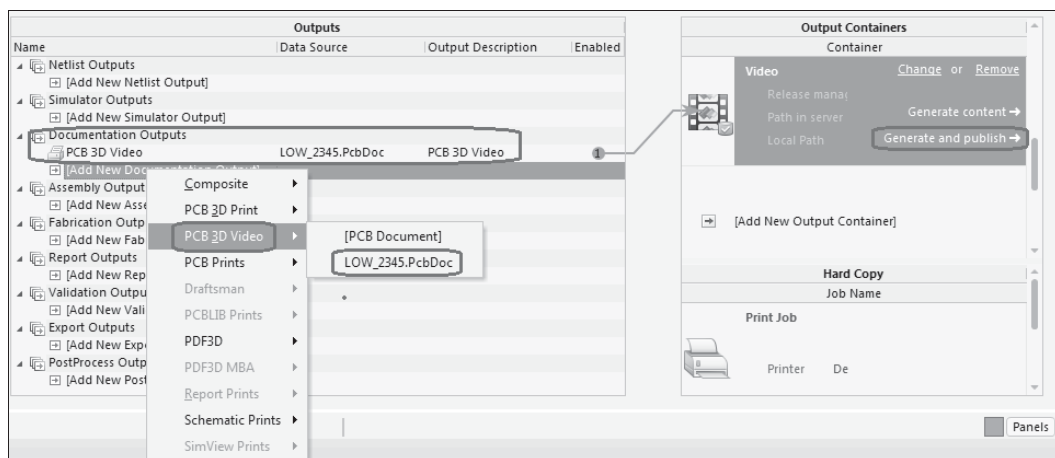 Outputs
Name Data Source Output Description Enabled
Netlist Outputs
[Add New Netlist Output]
Simulator Outputs
[Add New Simulator Output]
Documentation Outputs
PCB 3D Video LOW_2345.PcbDoc PCB 3D Video 1
[Add New Documentation Output]
Assembly Output
[Add New Asse
Fabrication Outp
[Add New Fab
Report Outputs
[Add New Rep
Validation Outpu
[Add New Vali
Export Outputs
[Add New Expo
PostProcess Outp
[Add New Post
Composite
PCB 3D Print
PCB 3D Video
PCB Prints
Draftsman
PCBLIB Prints
PDF3D
PDF3D MBA
Report Prints
Schematic Prints
SimView Prints
[PCB Document]
LOW_2345.PcbDoc
Output Containers
Container
Video Change or Remove
Release manag
Path in server Generate content
Local Path Generate and publish
[Add New Output Container]
Hard Copy
Job Name
Print Job
Printer De
Panels